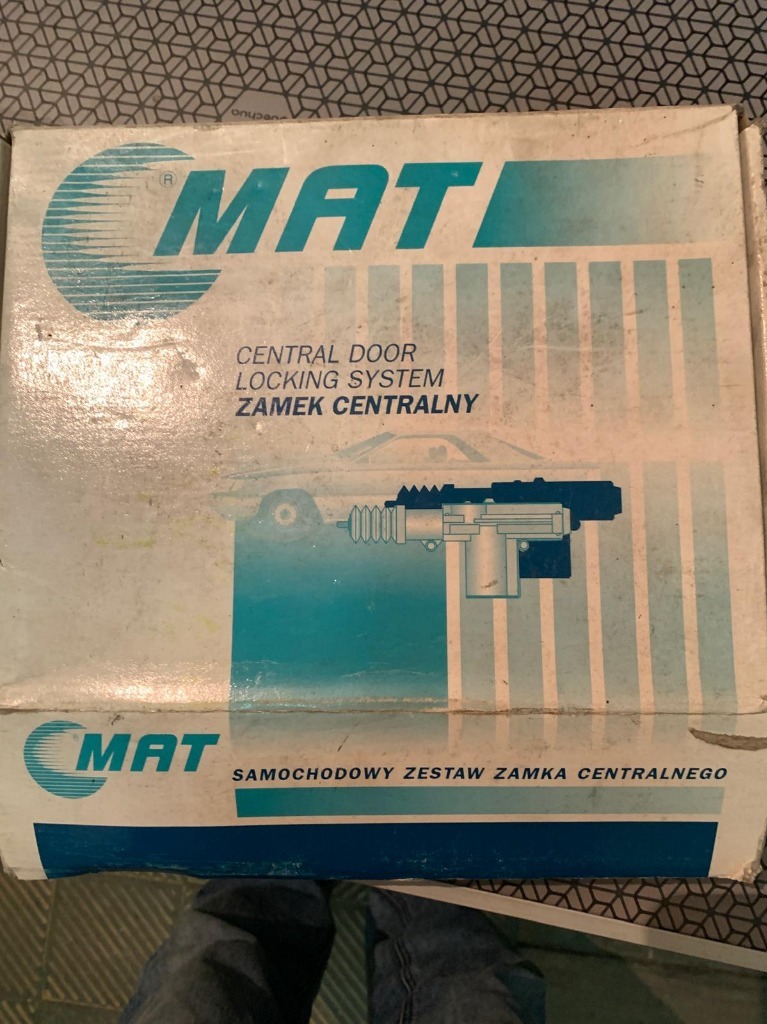 ® MAT
CENTRAL DOOR
LOCKING SYSTEM
ZAMEK CENTRALNY
MAT
SAMOCHODOWY ZESTAW ZAMKA CENTRALNEGO